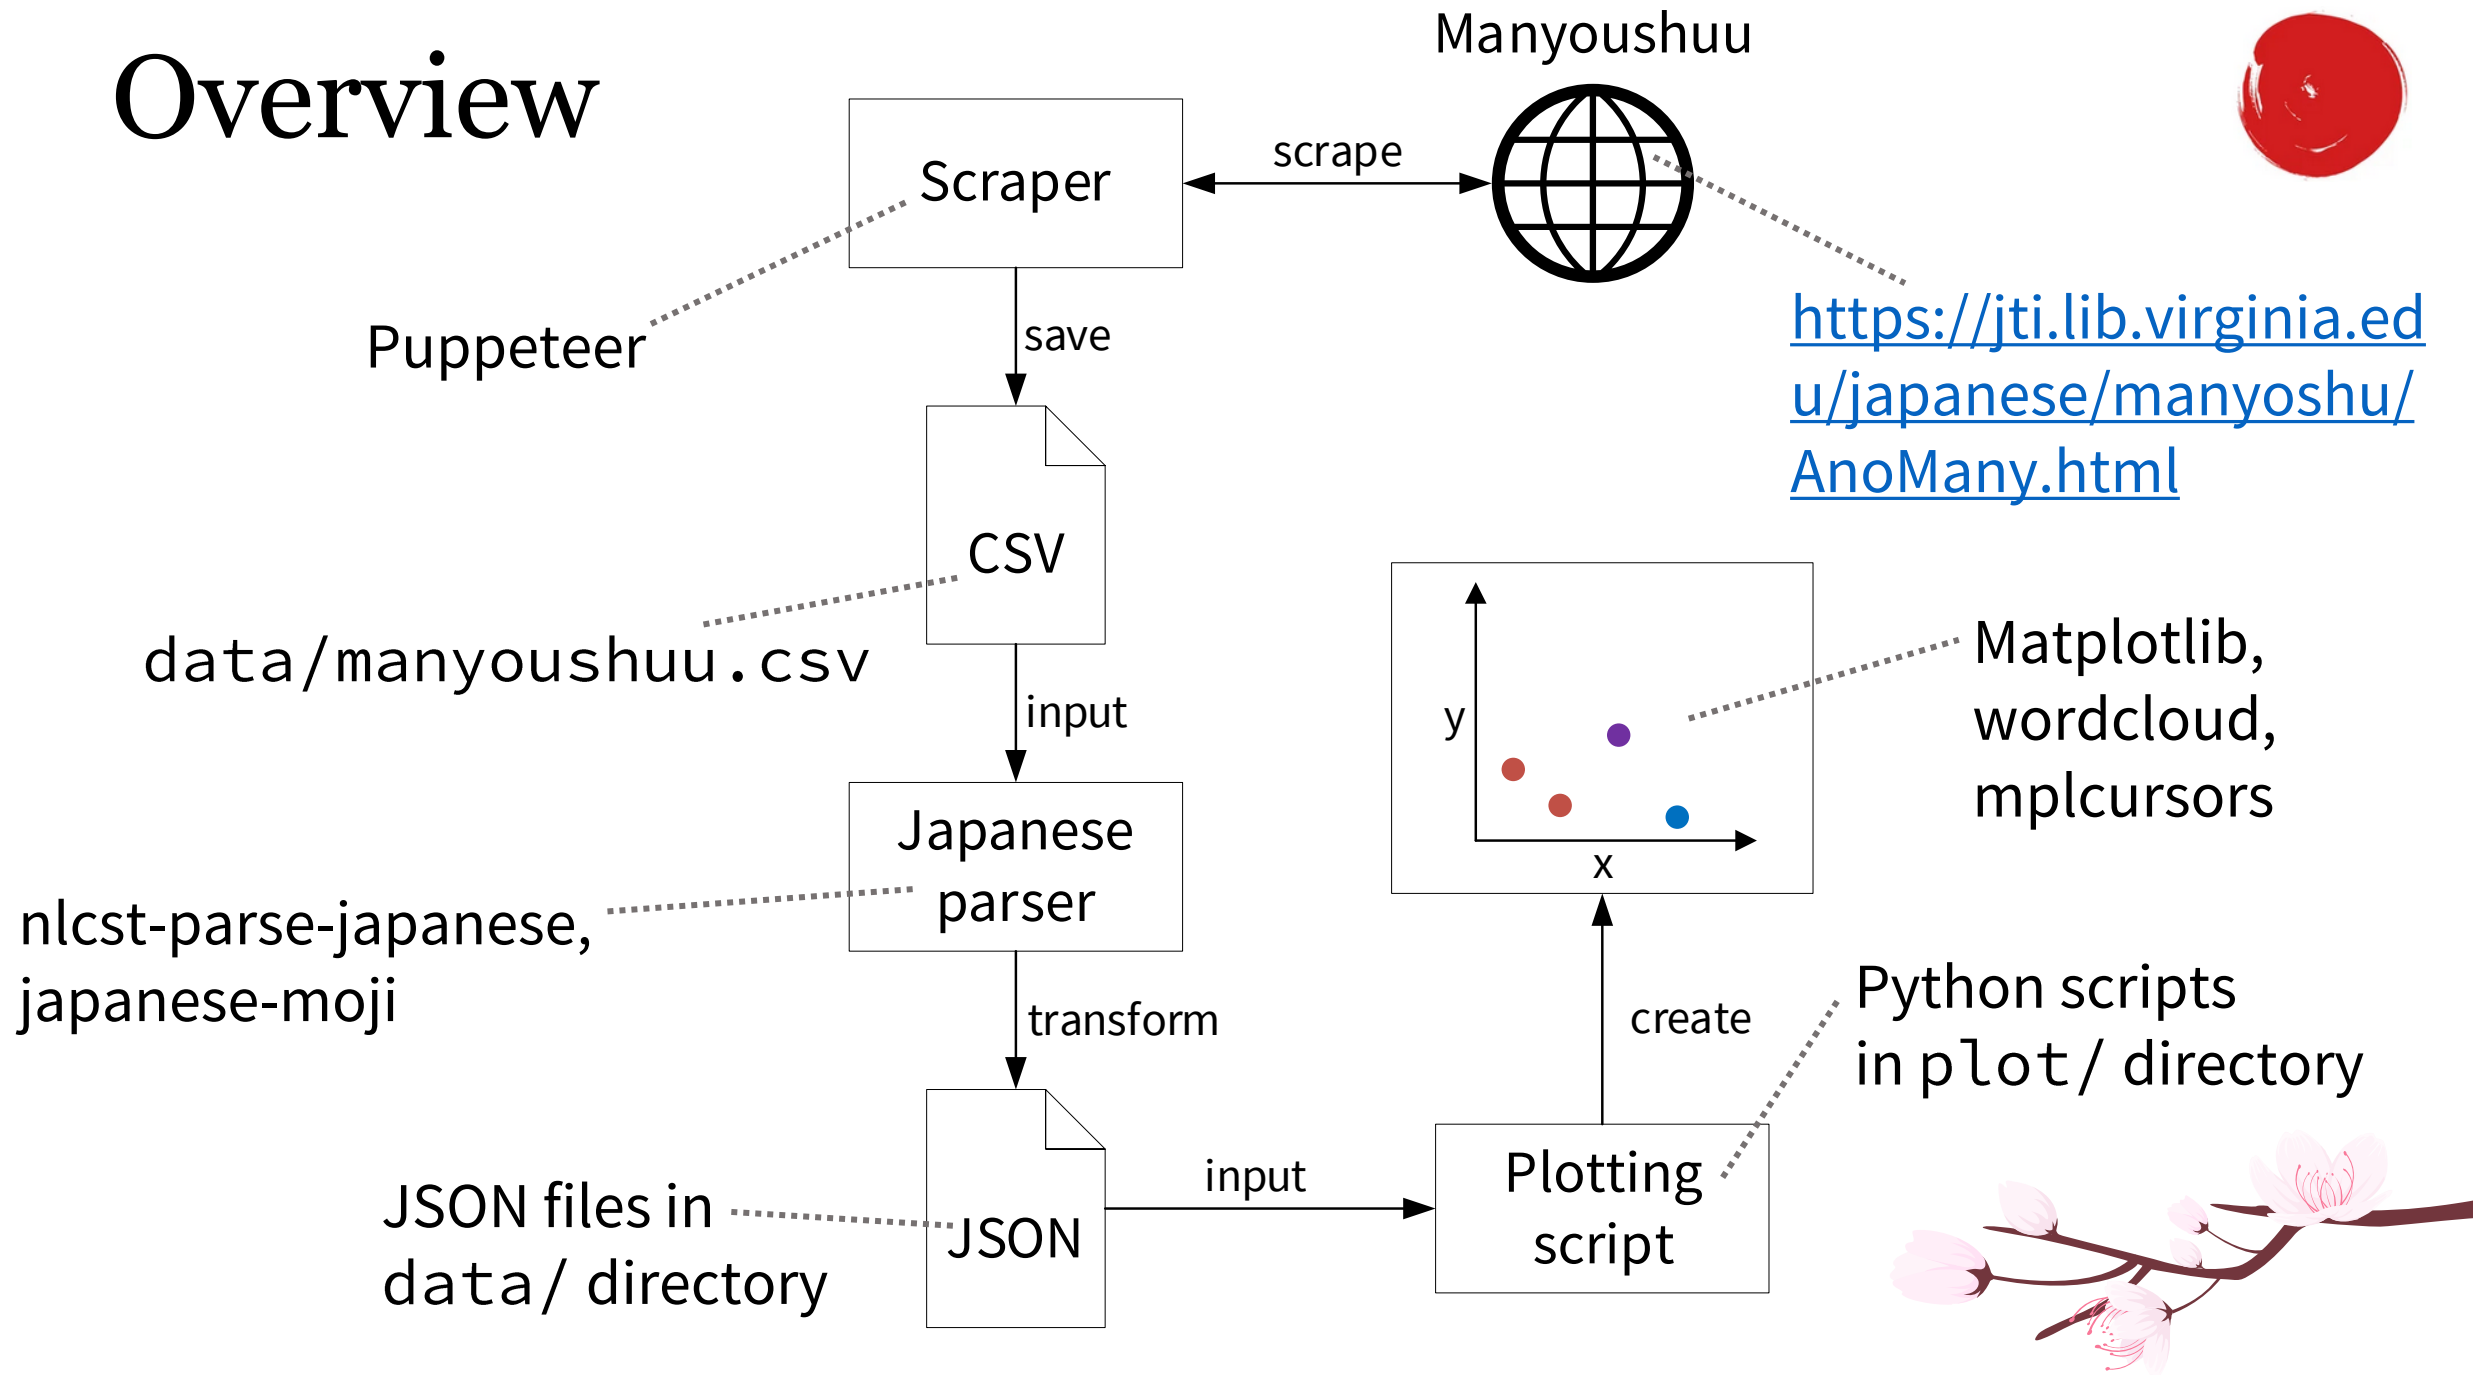 Overview
Manyoushuu
Scraper
scrape
Puppeteer
save
https://jti.lib.virginia.ed
u/japanese/manyoshu/
AnoMany.html
CSV
data/manyoushuu.csv
input
Japanese
parser
nlcst-parse-japanese,
japanese-moji
transform
JSON
JSON files in
data/ directory
input
Plotting
script
Python scripts
in plot/ directory
create
y
x
Matplotlib,
wordcloud,
mplcursors